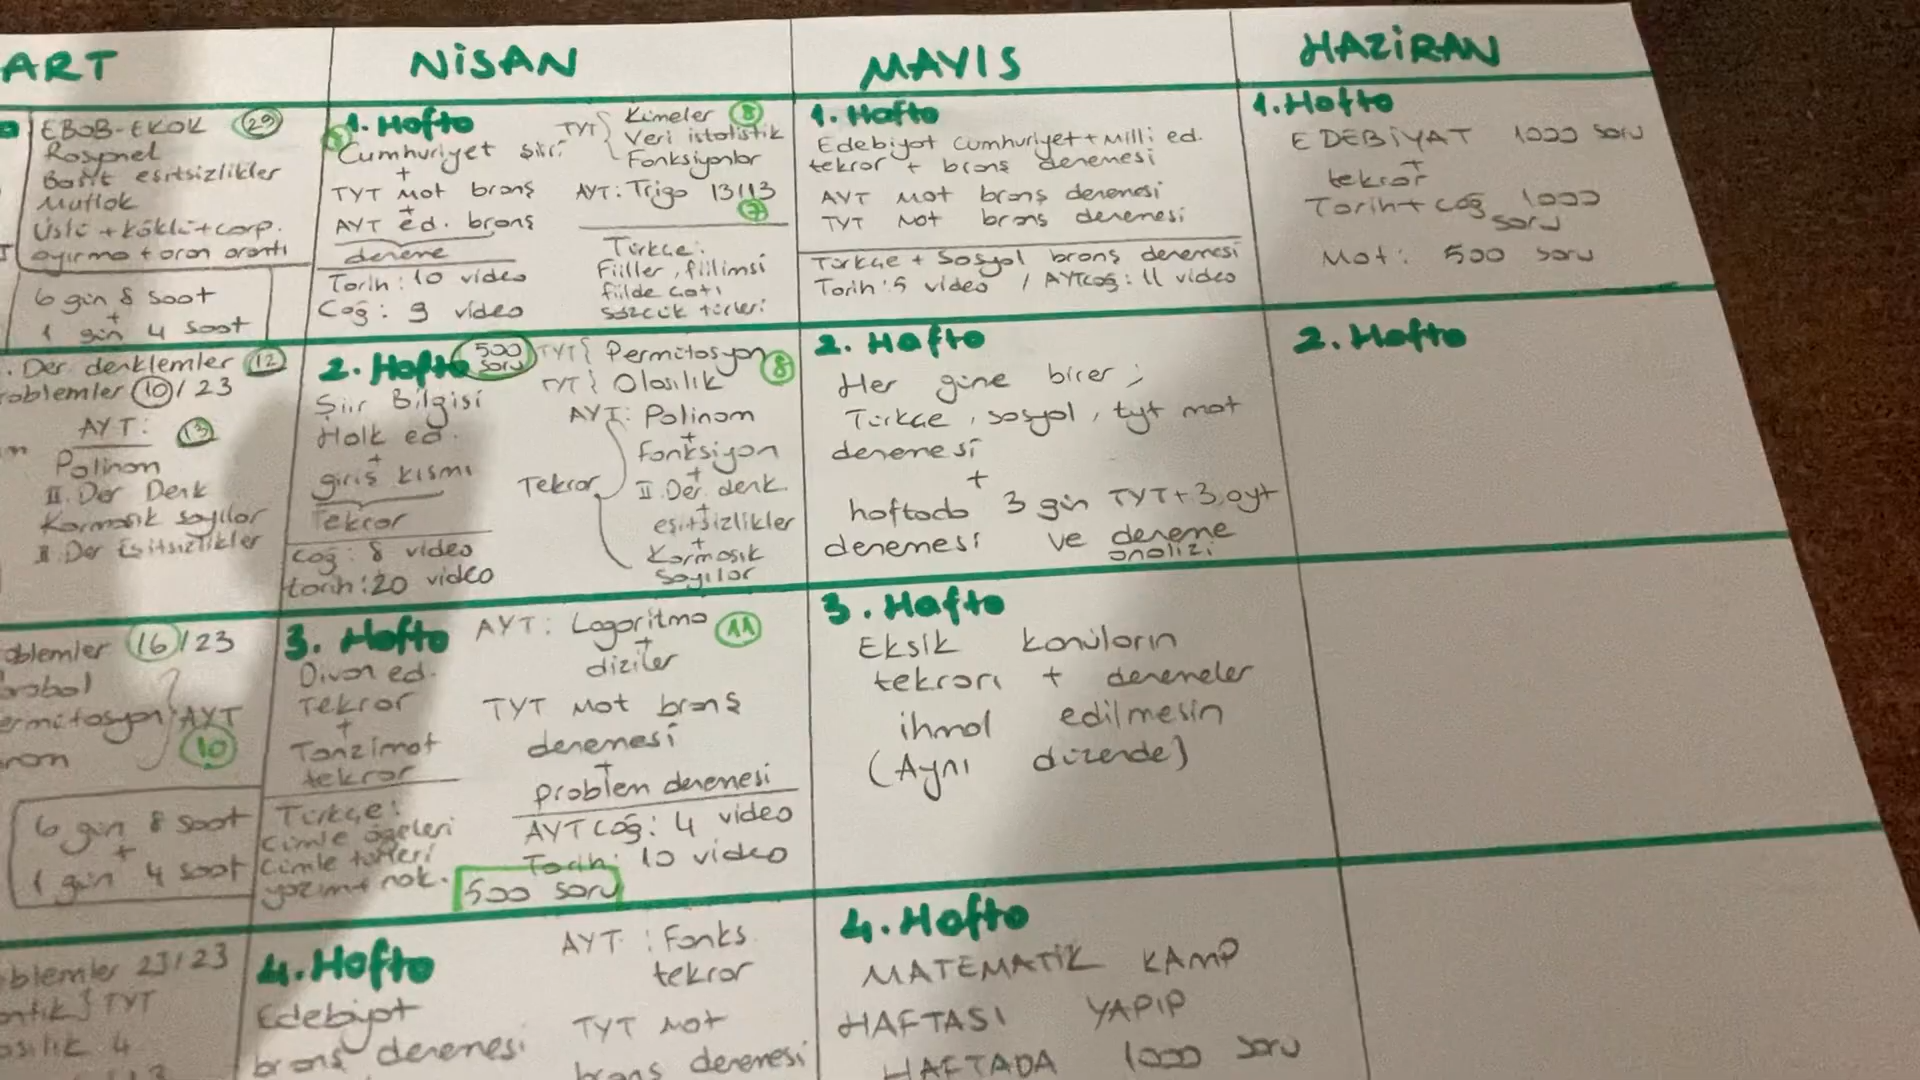 ART
EBOB-EKOK 29
Rasyonel
Basit eşitsizlikler
Mutlak
Üslü + köklü + çarp.
ayırma + oran orantı
6 gün 8 saat
+
1 gün 4 saat
. Der denklemler 12
oblemler 10/23
AYT: 13
Polinom
II. Der Denk
Karmaşık sayılar
II. Der Eşitsizlikler
oblemler 16/23
rabol
ermütasyon AYT
nom 10
6 gün 8 saat
+
1 gün 4 saat
oblemler 23/23
antık } TYT
asılık 4
NİSAN
1. Hafta
Cumhuriyet şiir.
+
TYT Mat branş
+
AYT ed. branş
deneme
Tarih: 10 video
Coğ: 9 video
TYT { Kümeler 8
Veri istatistik
Fonksiyonlar
AYT: Trigo 13/13
7
Türkçe:
Fiiller, fiilimsi
fiilde çatı
sözcük türleri
2. Hafta 500 soru
Şiir Bilgisi
Halk ed.
+
giriş kısmı
Tekrar
Coğ: 8 video
tarih: 20 video
TYT { Permütasyon
TYT { Olasılık 8
AYT: Polinom
+
fonksiyon
+
Tekrar II. Der. denk.
+
eşitsizlikler
+
Karmaşık
Sayılar
3. Hafta
Divan ed.
Tekrar
+
Tanzimat
tekrar
Türkçe:
Cümle ögeleri
Cümle türleri
yazım + nok.
AYT: Logaritma 11
+
diziler
TYT Mat branş
denemesi
+
problem denemesi
AYT Coğ: 4 video
Tarih: 10 video
500 soru
4. Hafta
Edebiyat
branş denemesi
AYT: Fonks.
tekrar
TYT Mat
branş denemesi
MAYIS
1. Hafta
Edebiyat Cumhuriyet + Milli ed.
tekrar + branş denemesi
AYT Mat branş denemesi
TYT Mat branş denemesi
Türkçe + Sosyal branş denemesi
Tarih: 5 video / AYT Coğ: 11 video
2. Hafta
Her güne birer;
Türkçe, sosyal, tyt mat
denemesi
+
haftada 3 gün TYT + 3 ayt
denemesi ve deneme
analizi
3. Hafta
Eksik konuların
tekrarı + denemeler
ihmal edilmesin
(Aynı düzende)
4. Hafta
MATEMATİK KAMP
HAFTASI YAPIP
HAFTADA 1000 soru
HAZİRAN
1. Hafta
EDEBİYAT 1000 soru
+
tekrar
Tarih + coğ 1000
soru
Mat: 500 soru
2. Hafta